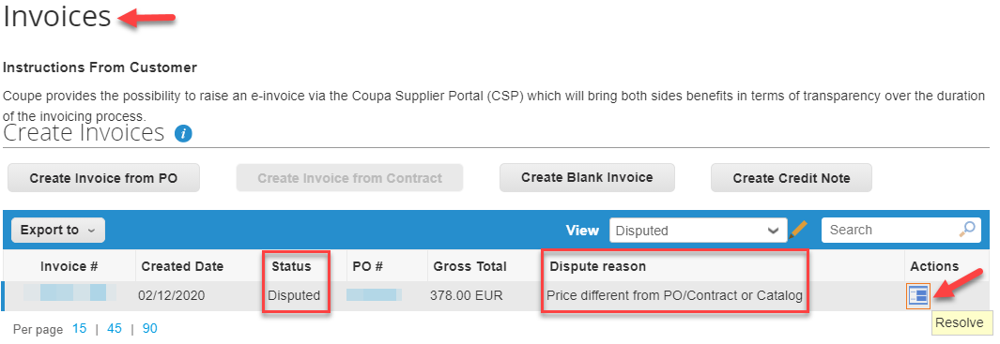 Invoices
Instructions From Customer
Coupe provides the possibility to raise an e-invoice via the Coupa Supplier Portal (CSP) which will bring both sides benefits in terms of transparency over the duration
of the invoicing process.
Create Invoices i
Create Invoice from PO Create Invoice from Contract Create Blank Invoice Create Credit Note
Export to View Disputed Search
Invoice # Created Date Status PO # Gross Total Dispute reason Actions
02/12/2020 Disputed 378.00 EUR Price different from PO/Contract or Catalog
Resolve
Per page 15 | 45 | 90